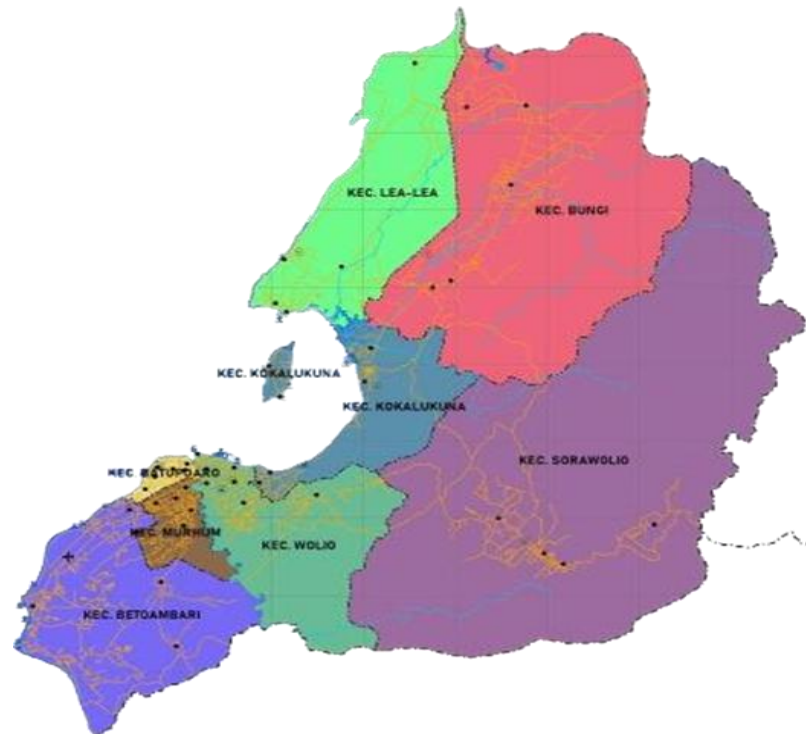 KEC. LEA-LEA
KEC. BUNGI
KEC. KOKALUKUNA
KEC. KOKALUKUNA
KEC. SORAWOLIO
KEC. BATUPOARO
KEC. MURHUM
KEC. WOLIO
KEC. BETOAMBARI